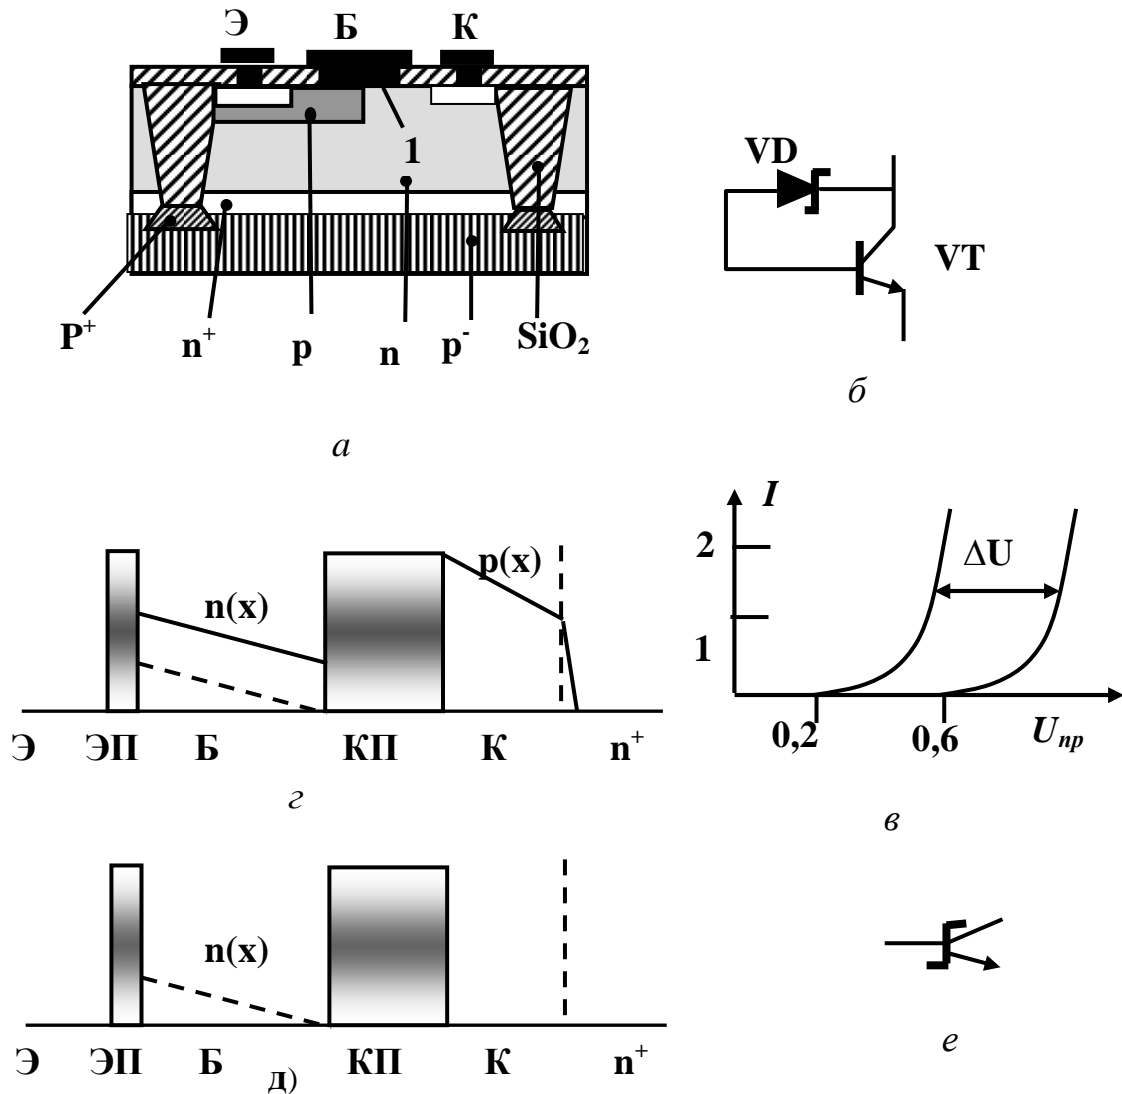 Э Б К
1
P⁺ n⁺ p n p⁻ SiO₂
а
VD
VT
б
n(x) p(x)
Э ЭП Б КП К n⁺
г
I
2
ΔU
1
0,2 0,6 Uпр
в
n(x)
Э ЭП Б КП К n⁺
д)
е